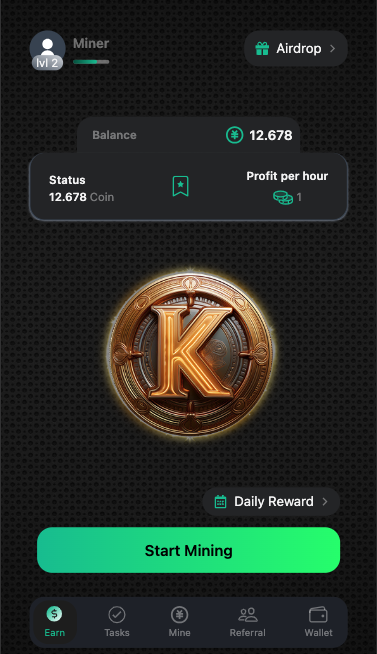 Miner
lvl 2
Airdrop
Balance
¥ 12.678
Status
12.678 Coin
Profit per hour
1
K
Daily Reward
Start Mining
$
Earn
Tasks
¥
Mine
Referral
Wallet